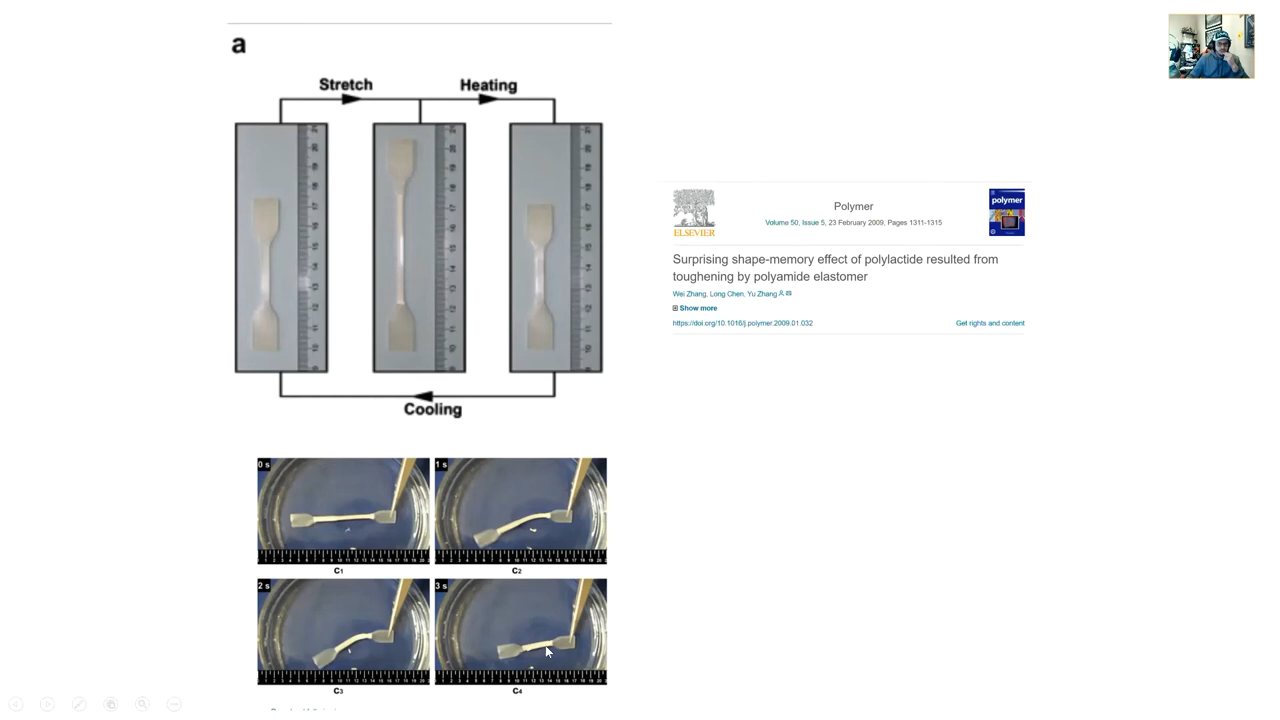 a
Stretch
Heating
Cooling
0 s
1 s
C1
C2
2 s
3 s
C3
C4
ELSEVIER
Polymer
Volume 50, Issue 5, 23 February 2009, Pages 1311-1315
polymer
Surprising shape-memory effect of polylactide resulted from
toughening by polyamide elastomer
Wei Zhang, Long Chen, Yu Zhang
Show more
https://doi.org/10.1016/j.polymer.2009.01.032
Get rights and content